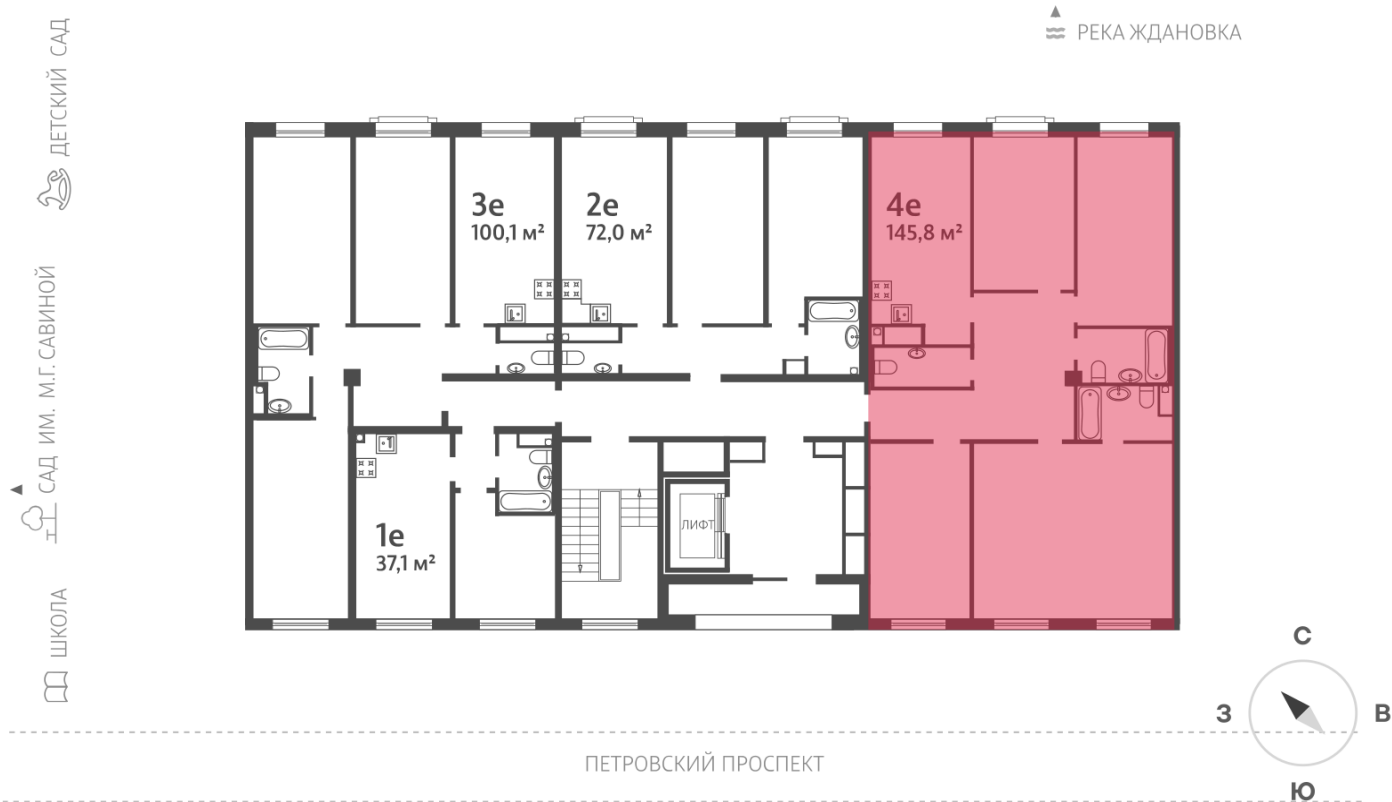 РЕКА ЖДАНОВКА
ДЕТСКИЙ САД
САД ИМ. М.Г. САВИНОЙ
ШКОЛА
3е
100,1 м²
2е
72,0 м²
4е
145,8 м²
1е
37,1 м²
ЛИФТ
С
З
В
Ю
ПЕТРОВСКИЙ ПРОСПЕКТ